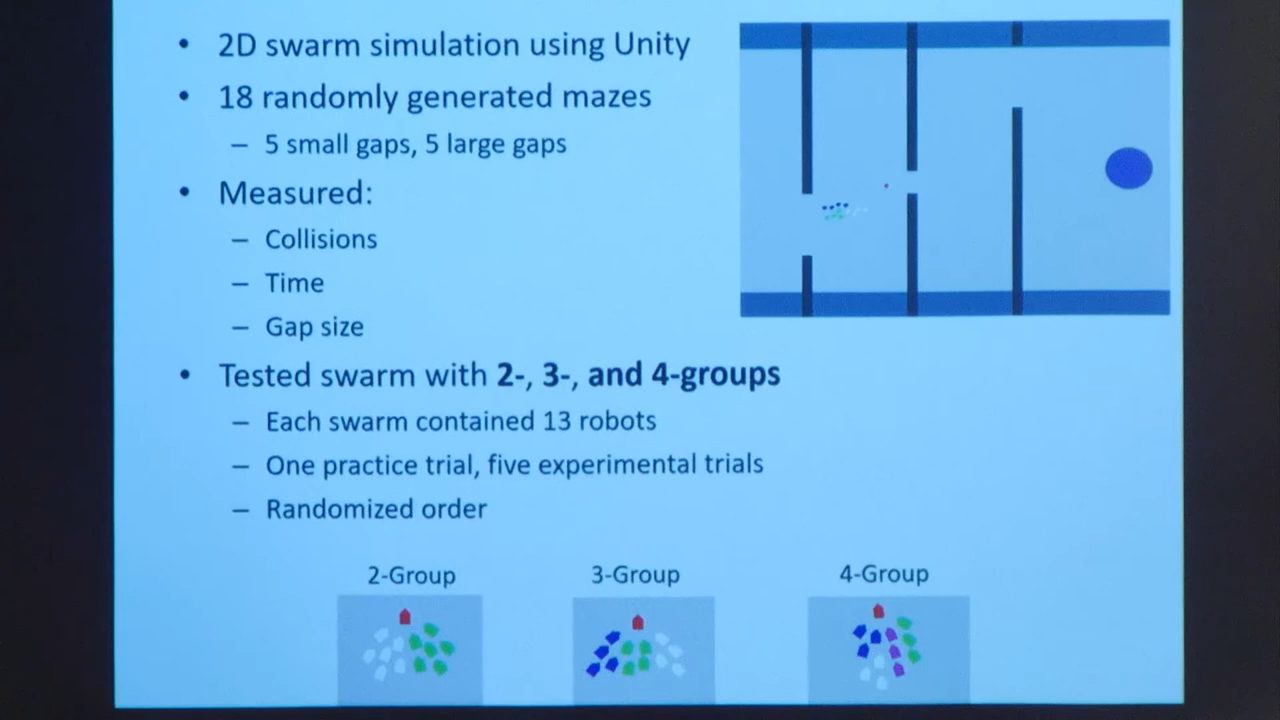 • 2D swarm simulation using Unity
• 18 randomly generated mazes
– 5 small gaps, 5 large gaps
• Measured:
– Collisions
– Time
– Gap size
• Tested swarm with 2-, 3-, and 4-groups
– Each swarm contained 13 robots
– One practice trial, five experimental trials
– Randomized order
2-Group
3-Group
4-Group